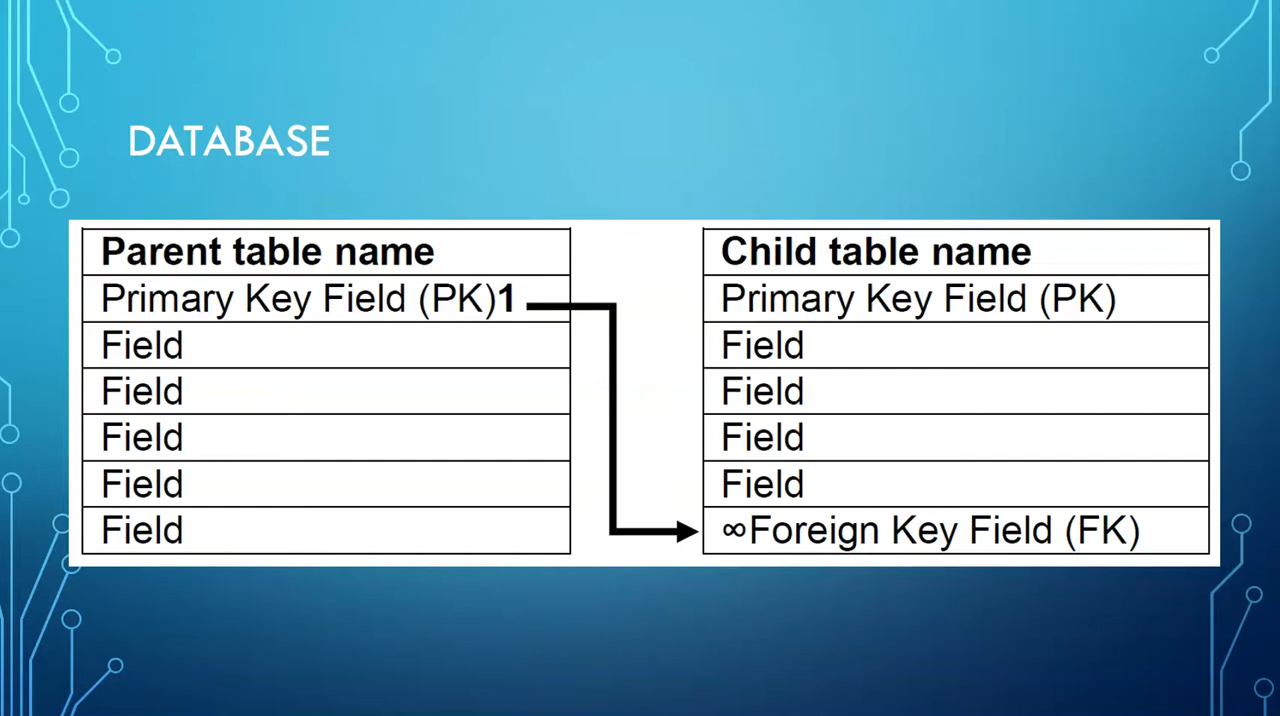 DATABASE
Parent table name
Primary Key Field (PK)1
Field
Field
Field
Field
Field
Child table name
Primary Key Field (PK)
Field
Field
Field
Field
∞Foreign Key Field (FK)